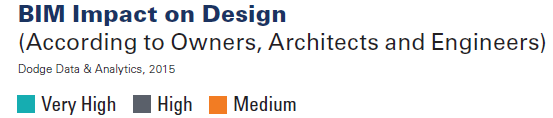 BIM Impact on Design
(According to Owners, Architects and Engineers)
Dodge Data & Analytics, 2015
Very High High Medium